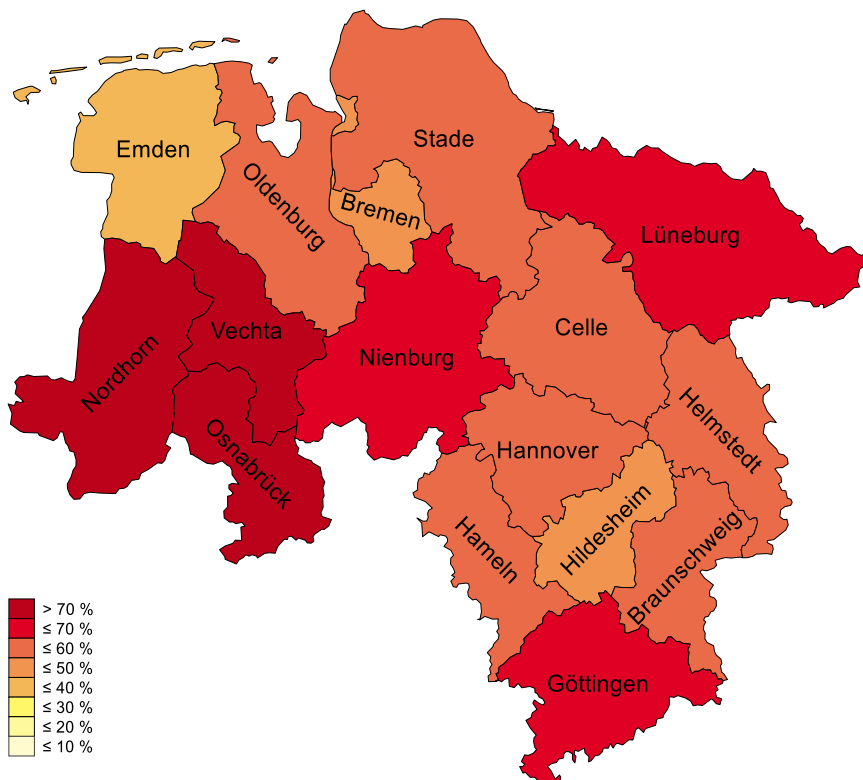 Emden
Stade
Oldenburg
Bremen
Lüneburg
Vechta
Celle
Nienburg
Nordhorn
Helmstedt
Osnabrück
Hannover
Hildesheim
Hameln
Braunschweig
Göttingen
> 70 %
≤ 70 %
≤ 60 %
≤ 50 %
≤ 40 %
≤ 30 %
≤ 20 %
≤ 10 %